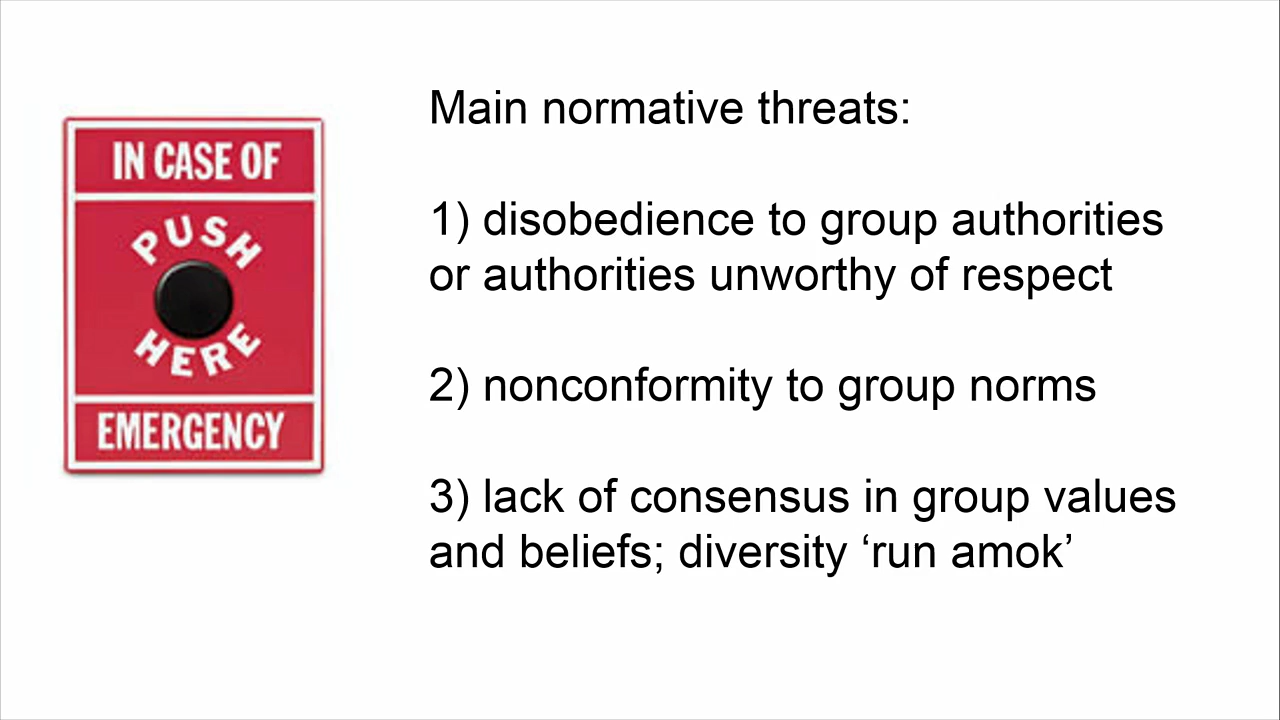 IN CASE OF
PUSH
HERE
EMERGENCY
Main normative threats:
1) disobedience to group authorities
or authorities unworthy of respect
2) nonconformity to group norms
3) lack of consensus in group values
and beliefs; diversity ‘run amok’